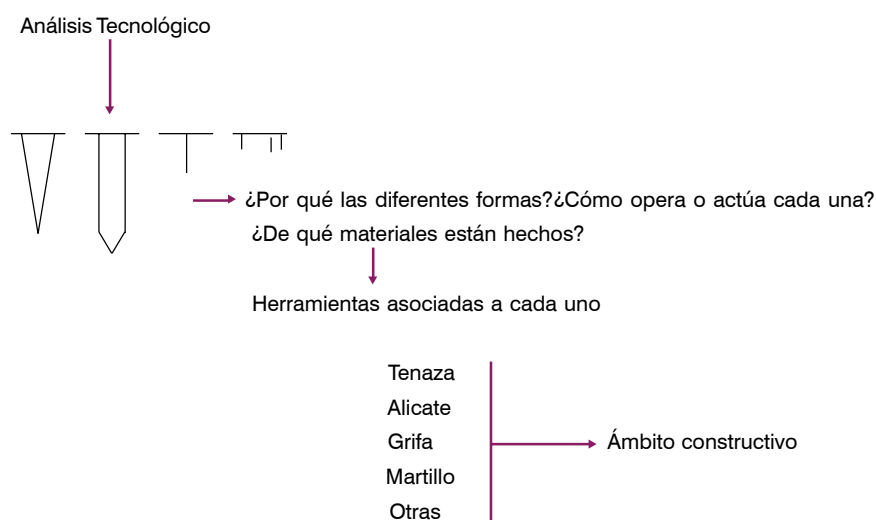 Análisis Tecnológico
¿Por qué las diferentes formas?¿Cómo opera o actúa cada una?
¿De qué materiales están hechos?
Herramientas asociadas a cada uno
Tenaza
Alicate
Grifa
Ámbito constructivo
Martillo
Otras